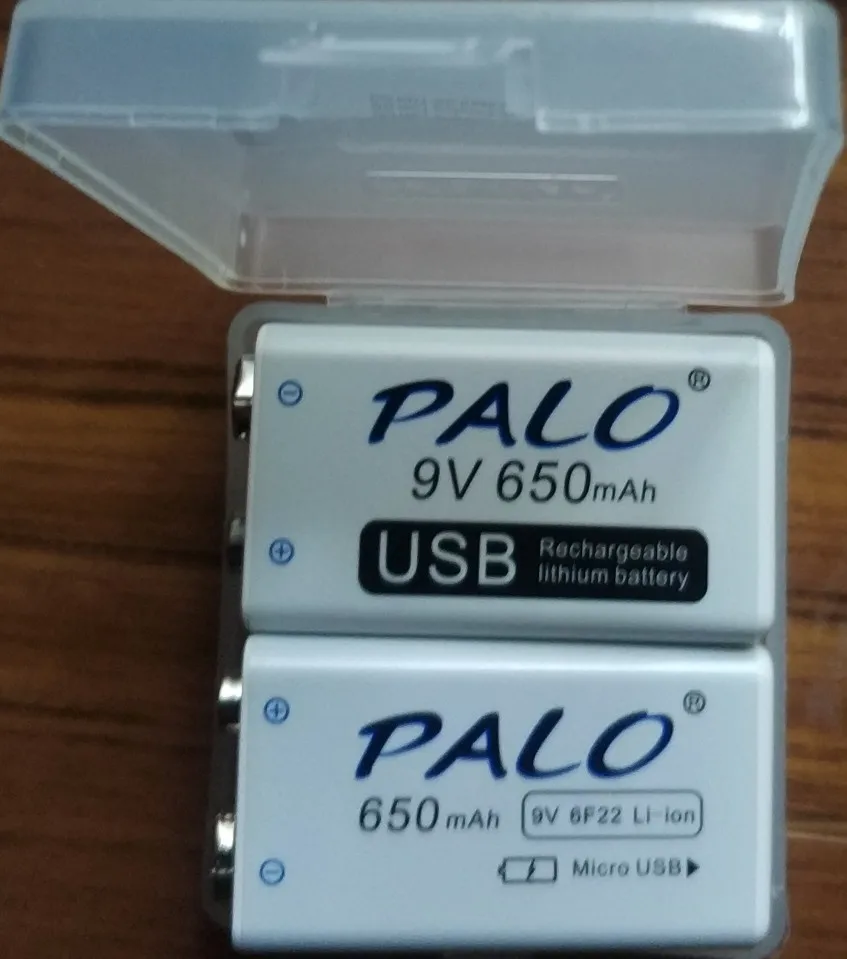 PALO®
9V 650mAh
USB Rechargeable
lithium battery
PALO®
650mAh 9V 6F22 Li-ion
Micro USB